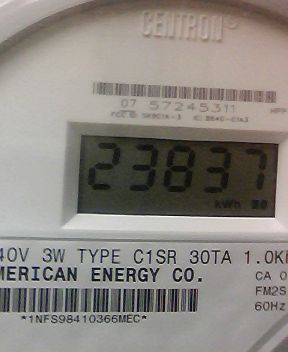 CENTRON®
07 57245311
23837
kWh
40V 3W TYPE C1SR 30TA 1.0K
MERICAN ENERGY CO.
CA 0
FM2S
60Hz
*1NFS98410366MEC*